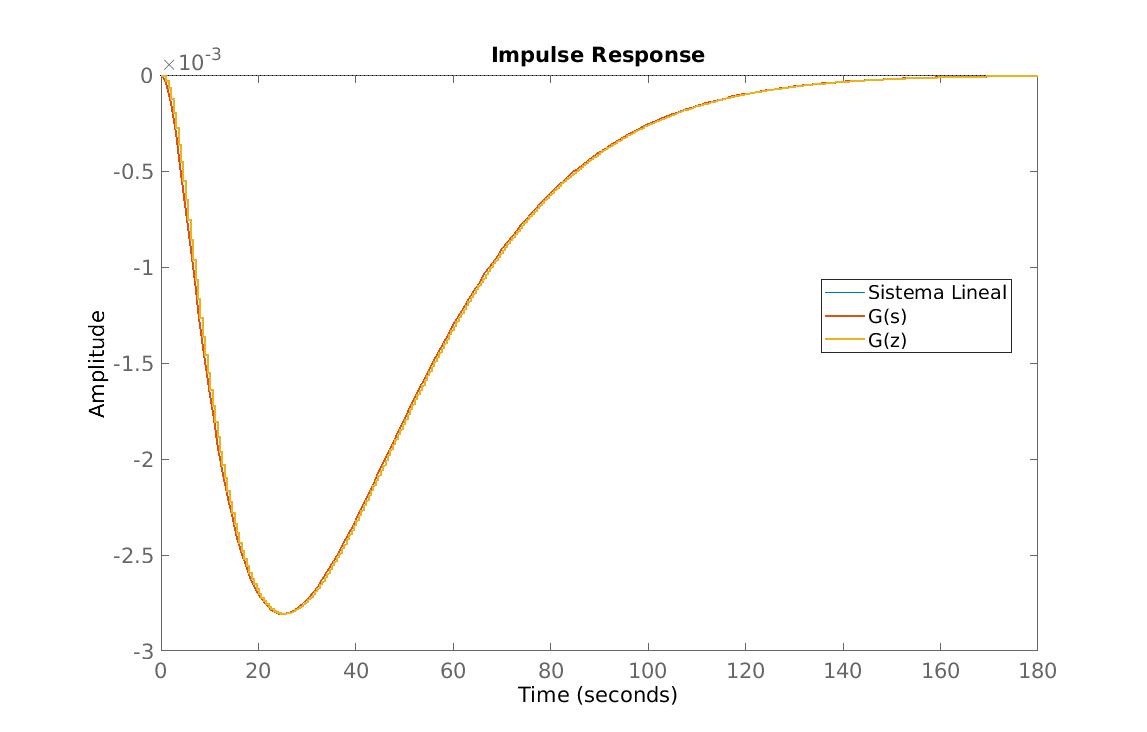 Impulse Response
×10-3
0
-0.5
-1
-1.5
-2
-2.5
-3
Amplitude
Sistema Lineal
G(s)
G(z)
0 20 40 60 80 100 120 140 160 180
Time (seconds)